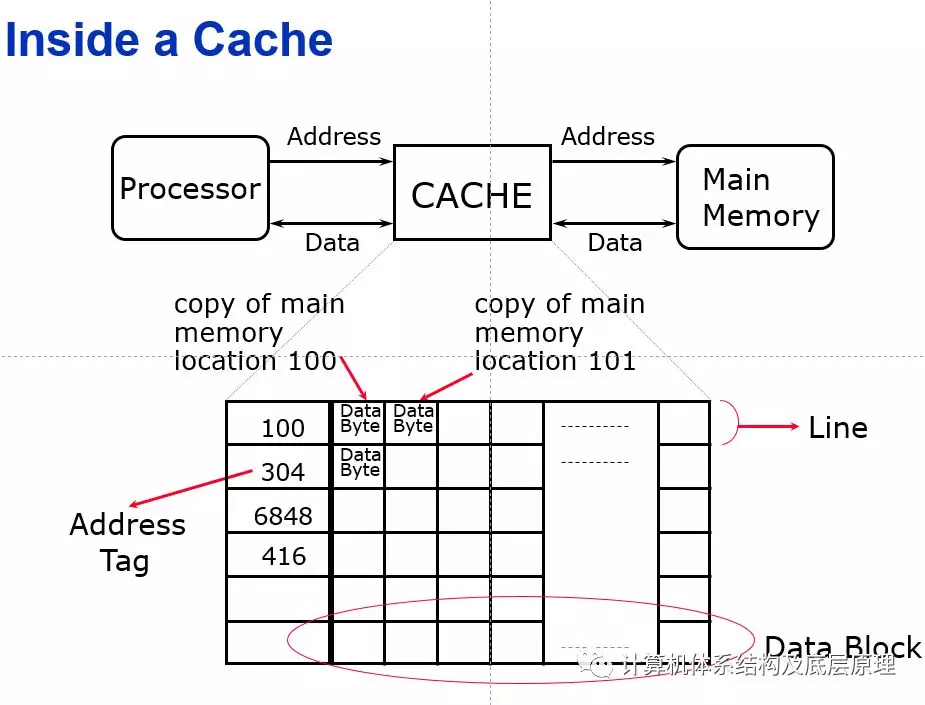 Inside a Cache
Address
Address
Processor
CACHE
Main
Memory
Data
Data
copy of main
memory
location 100
copy of main
memory
location 101
100
Data
Byte
Data
Byte
Line
304
Data
Byte
6848
Address
Tag
416
Data Block
计算机体系结构及底层原理